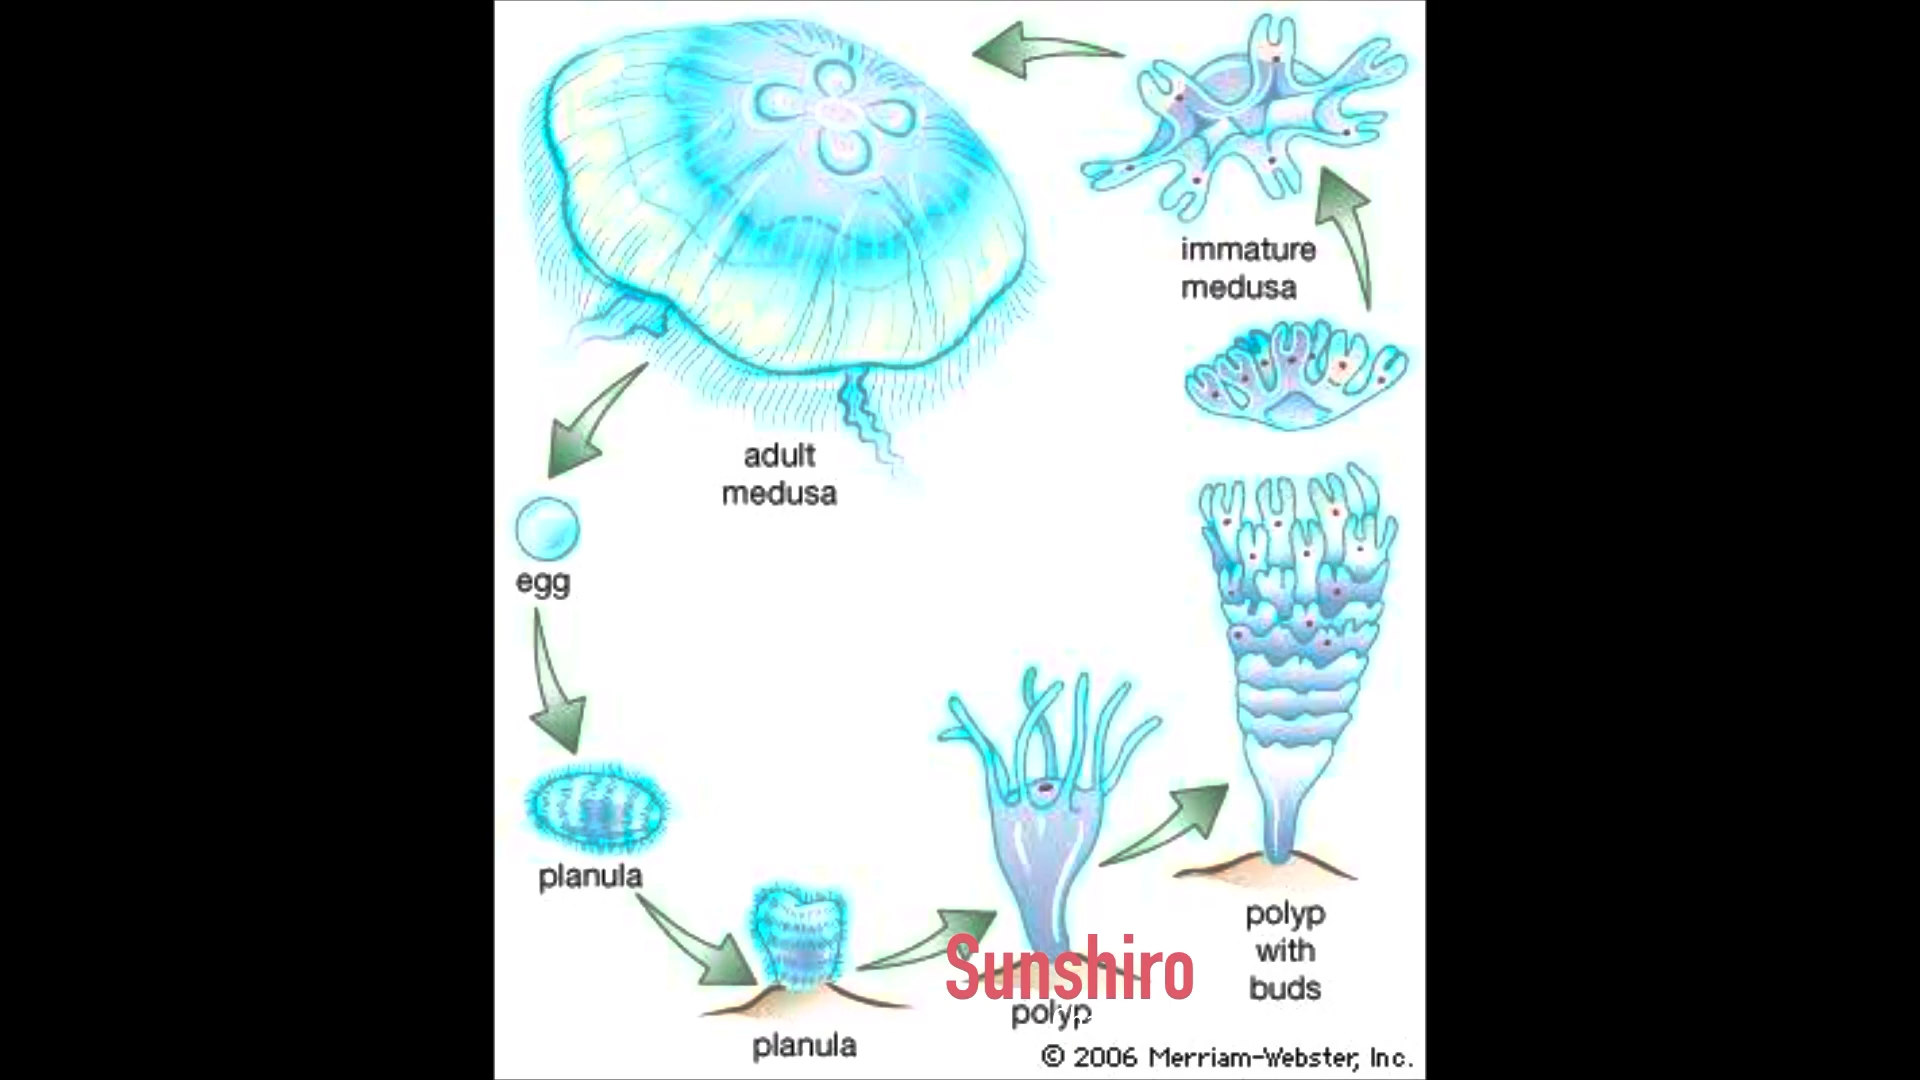 immature
medusa
adult
medusa
egg
planula
planula
Sunshiro
polyp
polyp
with
buds
© 2006 Merriam-Webster, Inc.